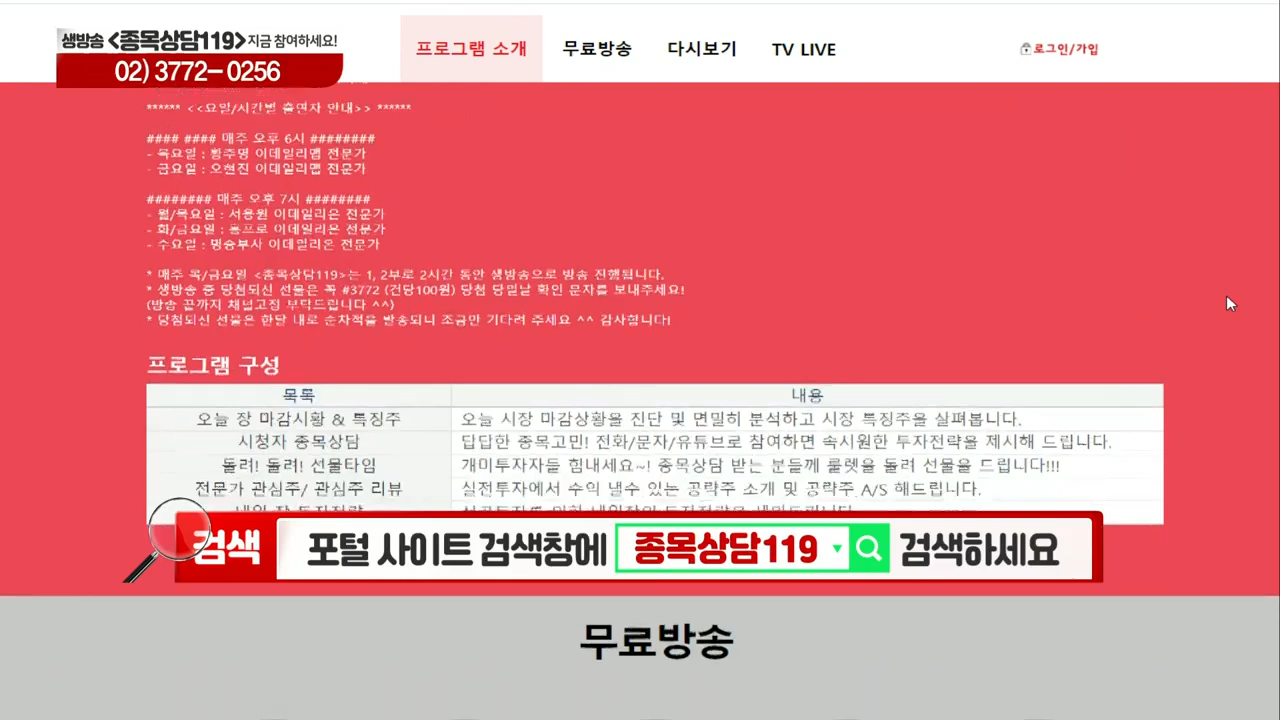 생방송 <종목상담119> 지금 참여하세요!
02) 3772-0256
프로그램 소개
무료방송
다시보기
TV LIVE
로그인/가입
****** <<요일/시간별 출연자 안내>> ******
#### #### 매주 오후 6시 ########
- 목요일 : 황주명 이데일리맵 전문가
- 금요일 : 오현진 이데일리맵 전문가
######## 매주 오후 7시 ########
- 월/목요일 : 서용원 이데일리온 전문가
- 화/금요일 : 홍프로 이데일리온 전문가
- 수요일 : 명승부사 이데일리온 전문가
* 매주 목/금요일 <종목상담119>는 1, 2부로 2시간 동안 생방송으로 방송 진행됩니다.
* 생방송 중 당첨되신 선물은 꼭 #3772 (건당100원) 당첨 당일날 확인 문자를 보내주세요!
(방송 끝까지 채널고정 부탁드립니다 ^^)
* 당첨되신 선물은 한달 내로 순차적을 발송되니 조금만 기다려 주세요 ^^ 감사합니다!
프로그램 구성
목록 내용
오늘 장 마감시황 & 특징주 오늘 시장 마감상황을 진단 및 면밀히 분석하고 시장 특징주을 살펴봅니다.
시청자 종목상담 답답한 종목고민! 전화/문자/유튜브로 참여하면 속시원한 투자전략을 제시해 드립니다.
돌려! 돌려! 선물타임 개미투자자들 힘내세요~! 종목상담 받는 분들께 룰렛을 돌려 선물을 드립니다!!!
전문가 관심주/ 관심주 리뷰 실전투자에서 수익 낼수 있는 공략주 소개 및 공략주 A/S 해드립니다.
검색 포털 사이트 검색창에 종목상담119 검색하세요
무료방송